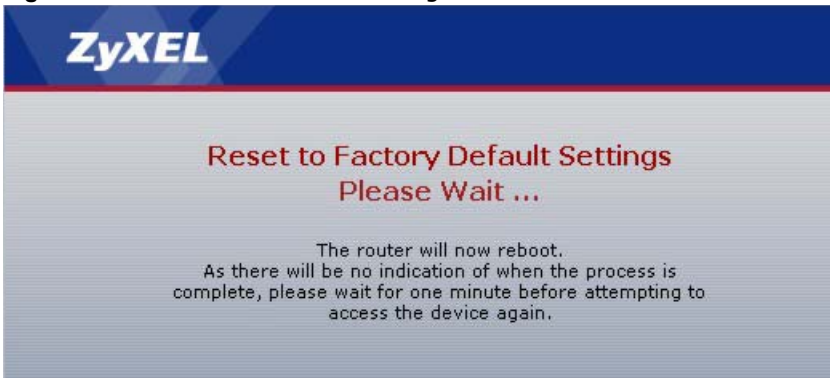 ZyXEL
Reset to Factory Default Settings
Please Wait ...
The router will now reboot.
As there will be no indication of when the process is
complete, please wait for one minute before attempting to
access the device again.